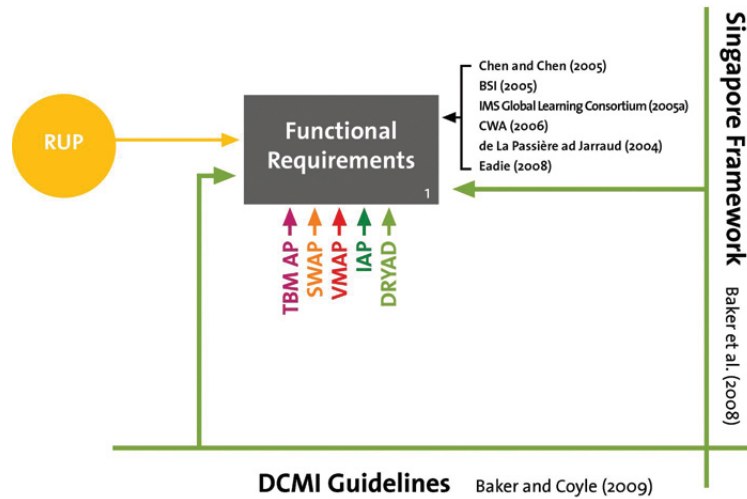 RUP
Functional
Requirements
1
Chen and Chen (2005)
BSI (2005)
IMS Global Learning Consortium (2005a)
CWA (2006)
de La Passière ad Jarraud (2004)
Eadie (2008)
TBM AP
SWAP
VMAP
IAP
DRYAD
Singapore Framework
Baker et al. (2008)
DCMI Guidelines Baker and Coyle (2009)